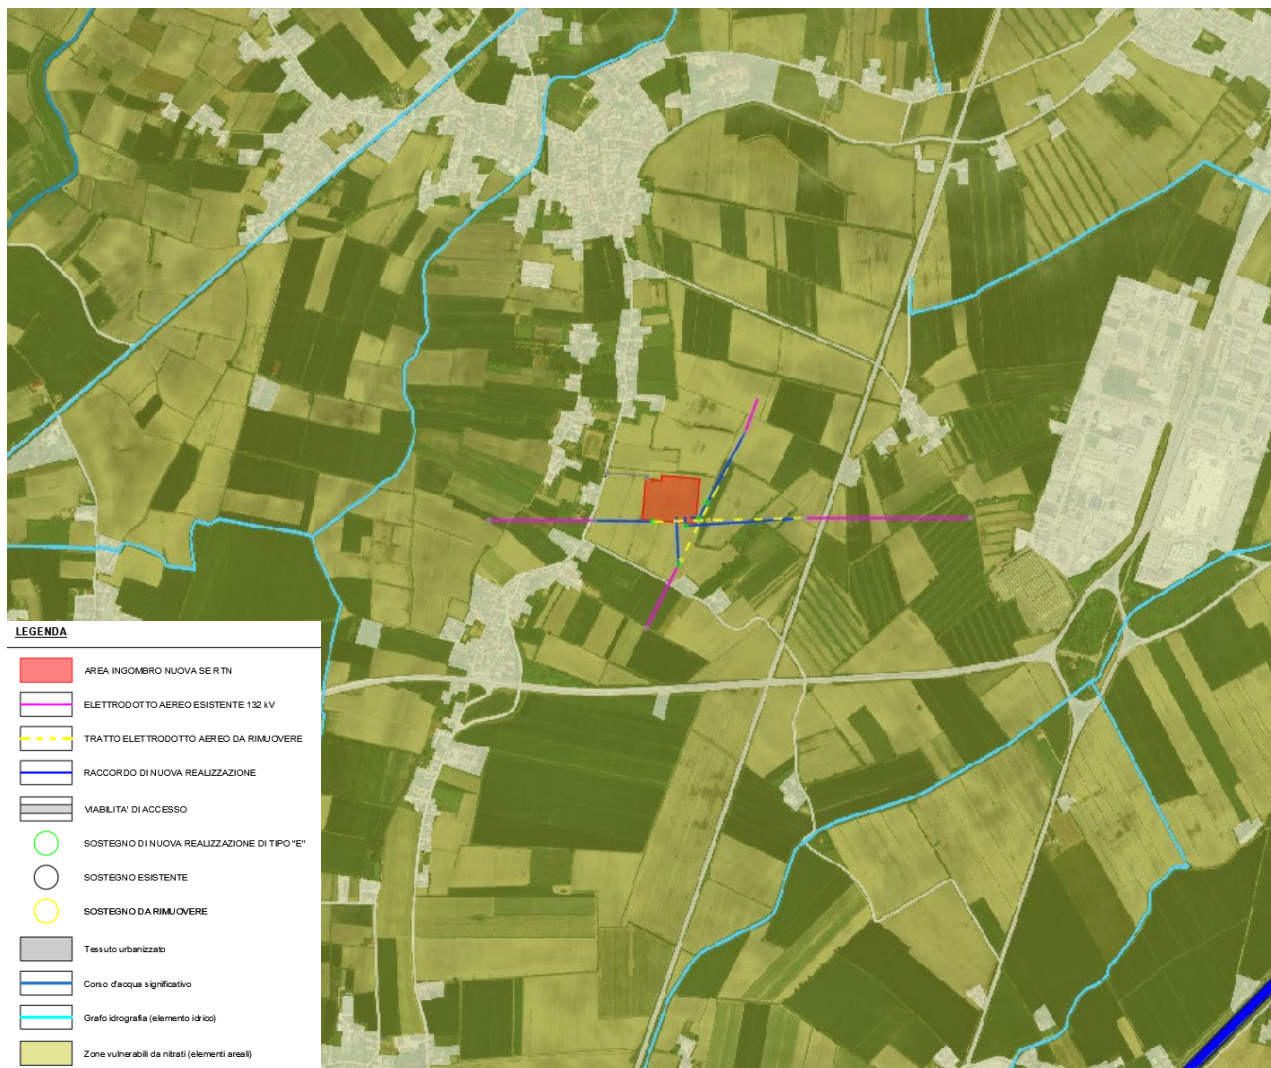 LEGENDA
AREA INGOMBRO NUOVA SE RTN
ELETTRODOTTO AEREO ESISTENTE 132 kV
TRATTO ELETTRODOTTO AEREO DA RIMUOVERE
RACCORDO DI NUOVA REALIZZAZIONE
VIABILITA' DI ACCESSO
SOSTEGNO DI NUOVA REALIZZAZIONE DI TIPO "E"
SOSTEGNO ESISTENTE
SOSTEGNO DA RIMUOVERE
Tessuto urbanizzato
Corso d'acqua significativo
Grafo idrografia (elemento idrico)
Zone vulnerabili da nitrati (elementi areali)